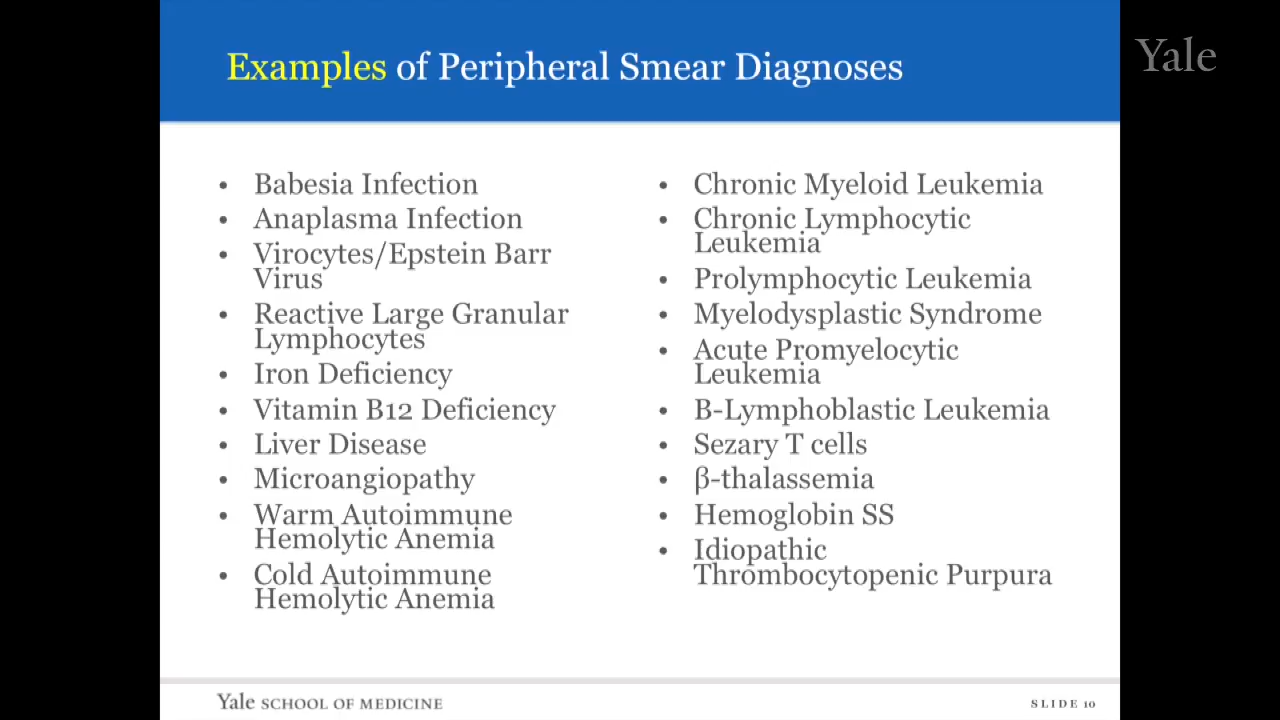 Examples of Peripheral Smear Diagnoses
Yale
• Babesia Infection
• Anaplasma Infection
• Virocytes/Epstein Barr
Virus
• Reactive Large Granular
Lymphocytes
• Iron Deficiency
• Vitamin B12 Deficiency
• Liver Disease
• Microangiopathy
• Warm Autoimmune
Hemolytic Anemia
• Cold Autoimmune
Hemolytic Anemia
• Chronic Myeloid Leukemia
• Chronic Lymphocytic
Leukemia
• Prolymphocytic Leukemia
• Myelodysplastic Syndrome
• Acute Promyelocytic
Leukemia
• B-Lymphoblastic Leukemia
• Sezary T cells
• β-thalassemia
• Hemoglobin SS
• Idiopathic
Thrombocytopenic Purpura
Yale SCHOOL OF MEDICINE
SLIDE 10